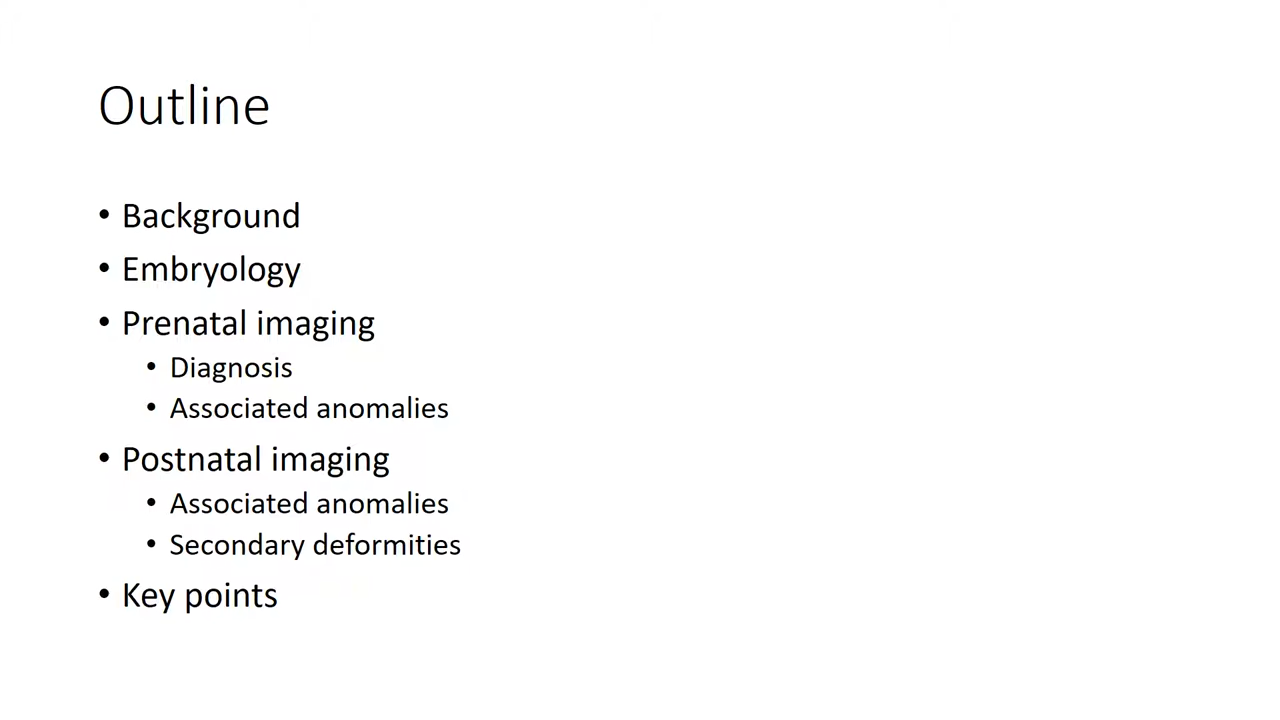 Outline
• Background
• Embryology
• Prenatal imaging
• Diagnosis
• Associated anomalies
• Postnatal imaging
• Associated anomalies
• Secondary deformities
• Key points